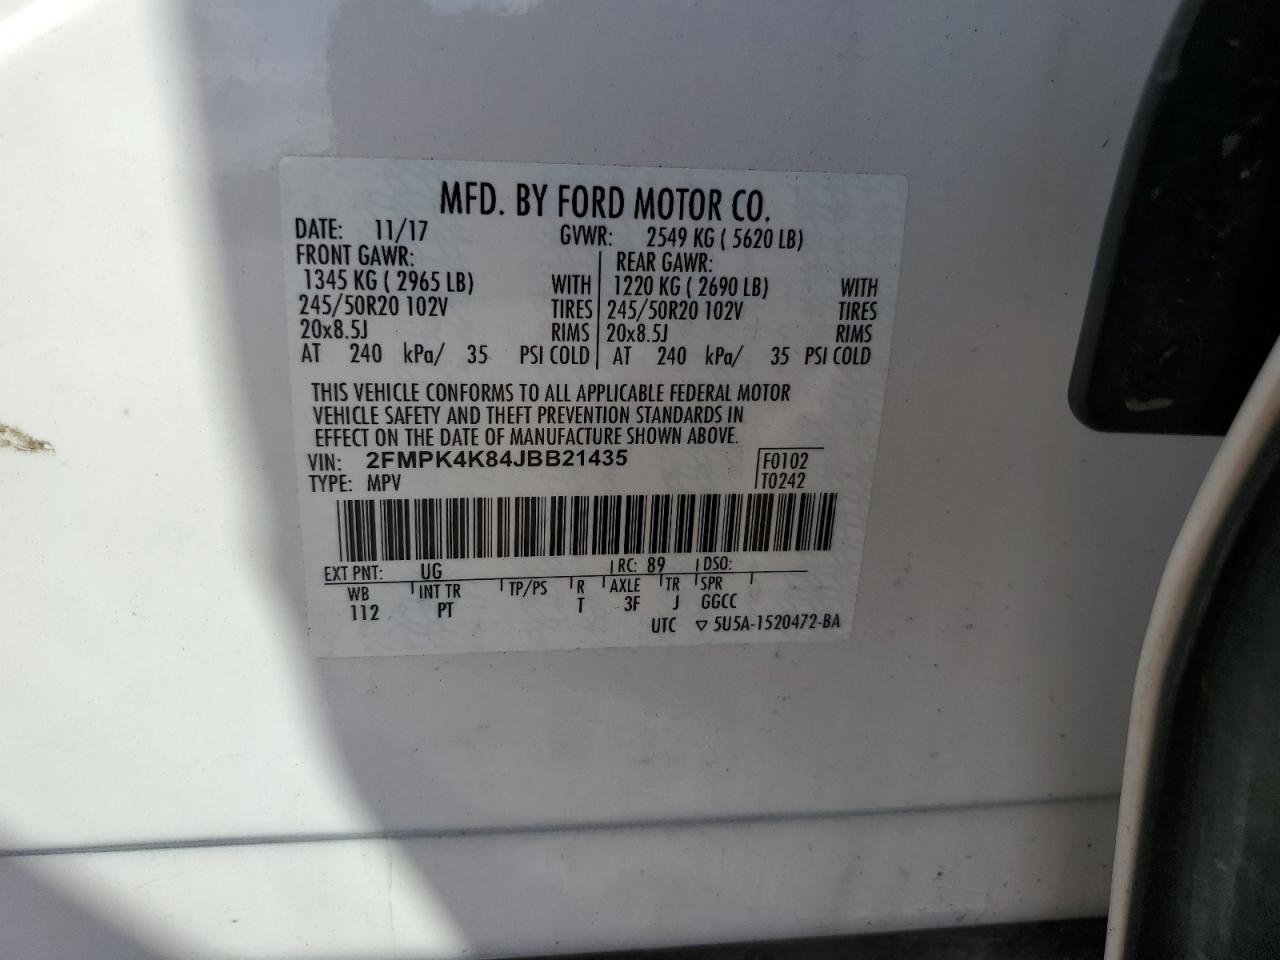 MFD. BY FORD MOTOR CO.
DATE: 11/17 GVWR: 2549 KG ( 5620 LB)
FRONT GAWR: REAR GAWR:
1345 KG ( 2965 LB) WITH 1220 KG ( 2690 LB) WITH
245/50R20 102V TIRES 245/50R20 102V TIRES
20x8.5J RIMS 20x8.5J RIMS
AT 240 kPa/ 35 PSI COLD AT 240 kPa/ 35 PSI COLD
THIS VEHICLE CONFORMS TO ALL APPLICABLE FEDERAL MOTOR
VEHICLE SAFETY AND THEFT PREVENTION STANDARDS IN
EFFECT ON THE DATE OF MANUFACTURE SHOWN ABOVE.
VIN: 2FMPK4K84JBB21435 F0102
TYPE: MPV T0242
EXT PNT: UG RC: 89 DSO:
WB INT TR TP/PS R AXLE TR SPR
112 PT T 3F J GGCC
UTC ▽ 5U5A-1520472-BA